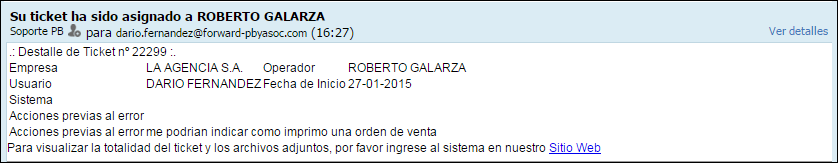 Su ticket ha sido asignado a ROBERTO GALARZA
Soporte PB para dario.fernandez@forward-pbyasoc.com (16:27) Ver detalles
.: Destalle de Ticket nº 22299 :.
Empresa LA AGENCIA S.A. Operador ROBERTO GALARZA
Usuario DARIO FERNANDEZ Fecha de Inicio 27-01-2015
Sistema
Acciones previas al error
Acciones previas al error me podrian indicar como imprimo una orden de venta
Para visualizar la totalidad del ticket y los archivos adjuntos, por favor ingrese al sistema en nuestro Sitio Web